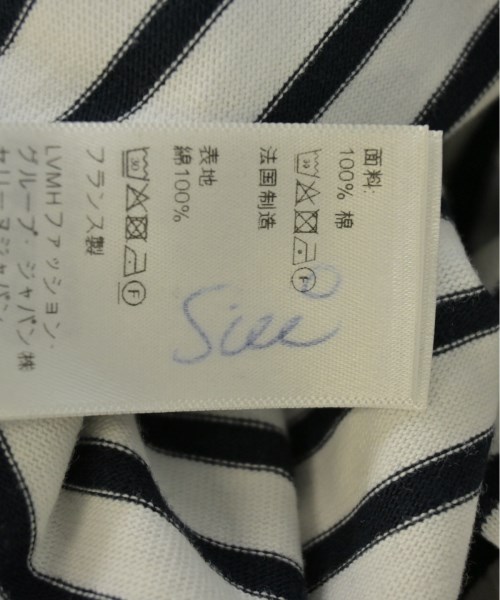 面料:
100% 棉
法国制造
表地
綿100%
フランス製
LVMHファッション・
グループ・ジャパン㈱